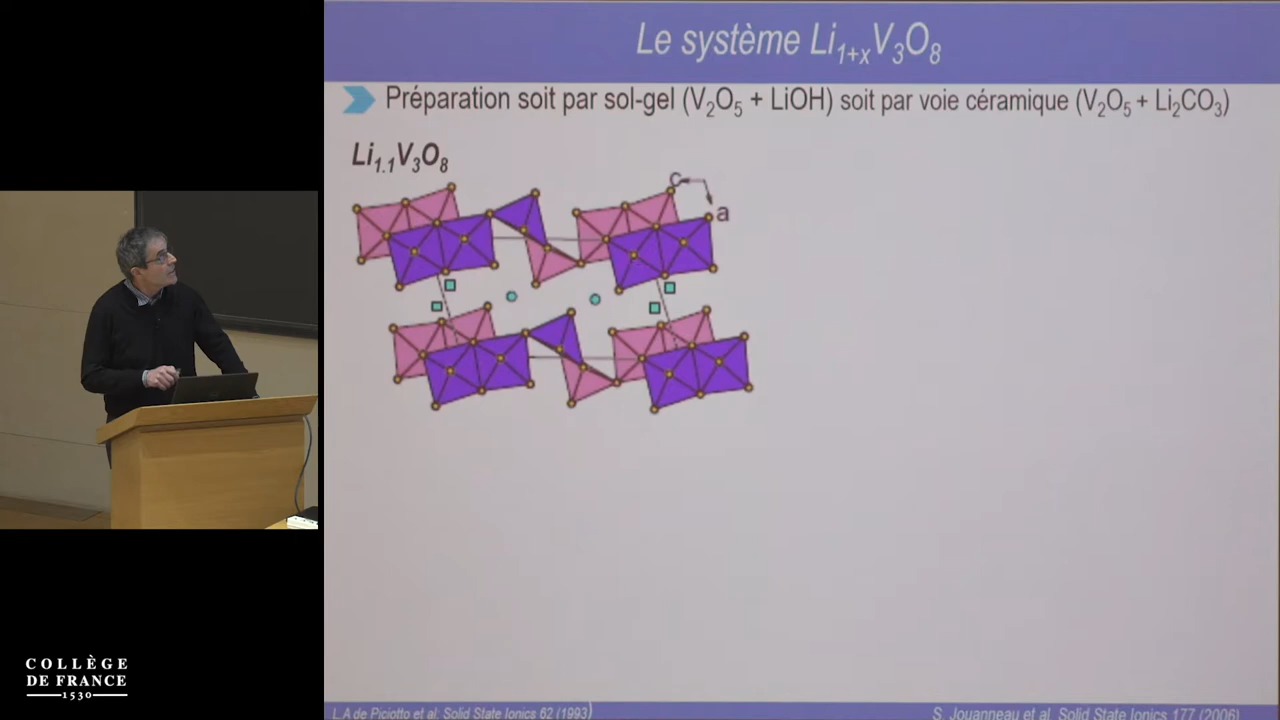 Le système Li₁₊ₓV₃O₈
Préparation soit par sol-gel (V₂O₅ + LiOH) soit par voie céramique (V₂O₅ + Li₂CO₃)
Li₁.₁V₃O₈
c
a
COLLÈGE
DE FRANCE
1530
L.A de Piciotto et al: Solid State Ionics 62 (1993)
S. Jouanneau et al, Solid State Ionics 177 (2006)